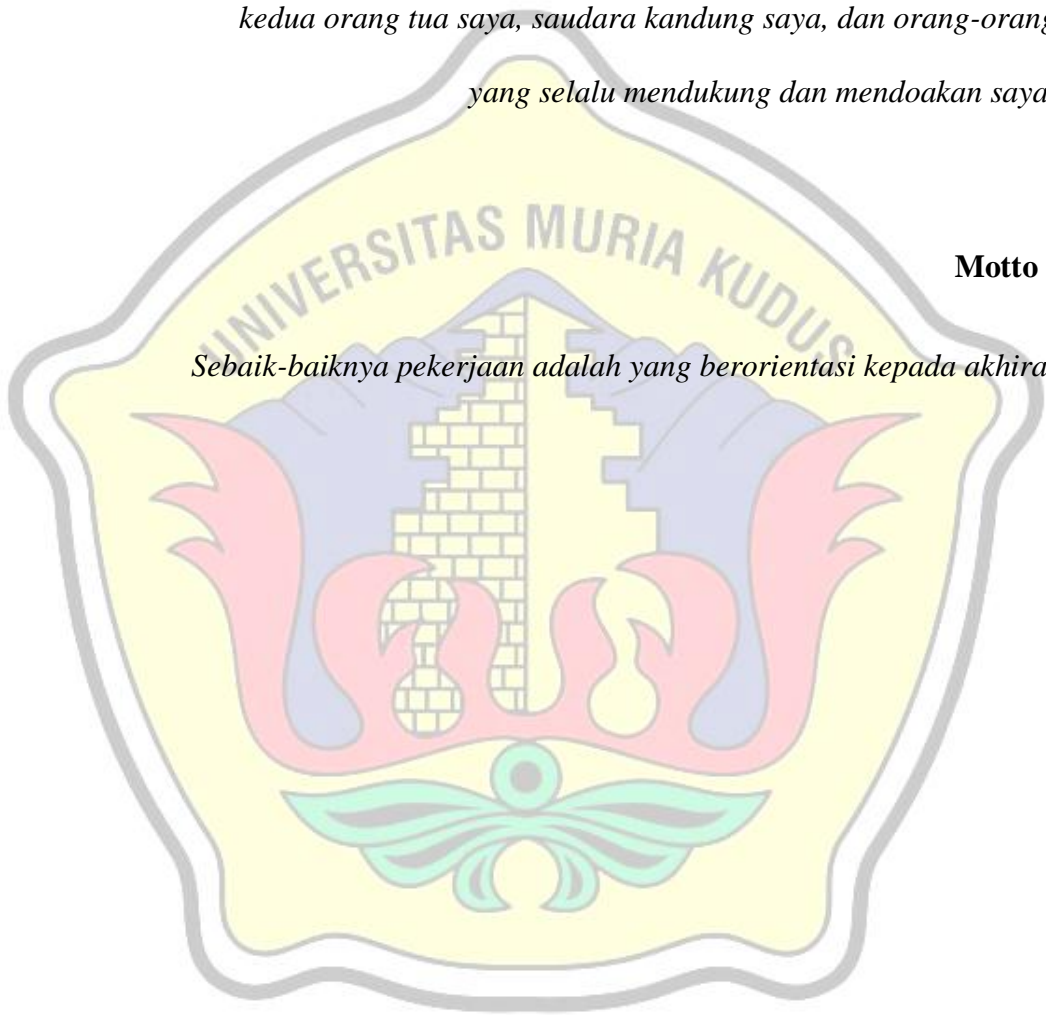 kedua orang tua saya, saudara kandung saya, dan orang-orang
yang selalu mendukung dan mendoakan saya
UNIVERSITAS MURIA KUDUS
Motto
Sebaik-baiknya pekerjaan adalah yang berorientasi kepada